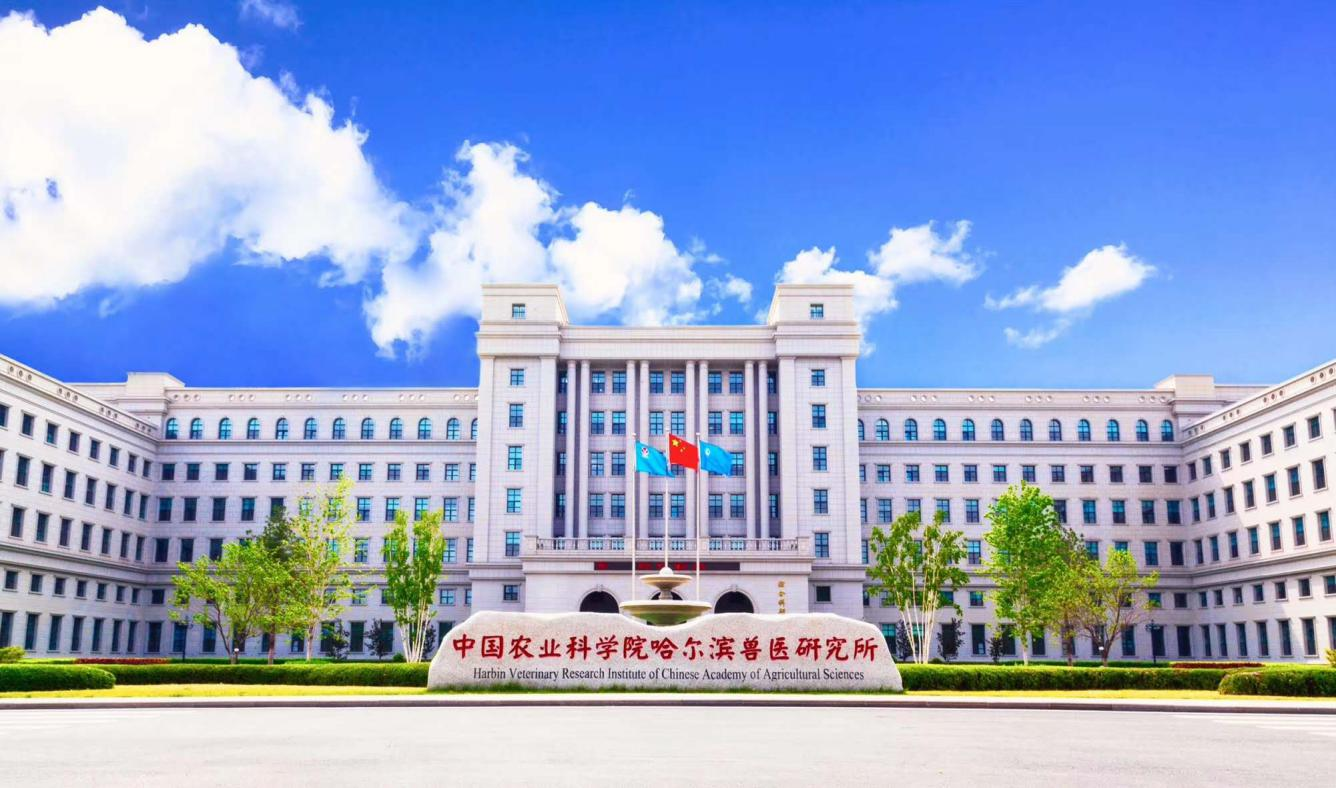 中国农业科学院哈尔滨兽医研究所
Harbin Veterinary Research Institute of Chinese Academy of Agricultural Sciences